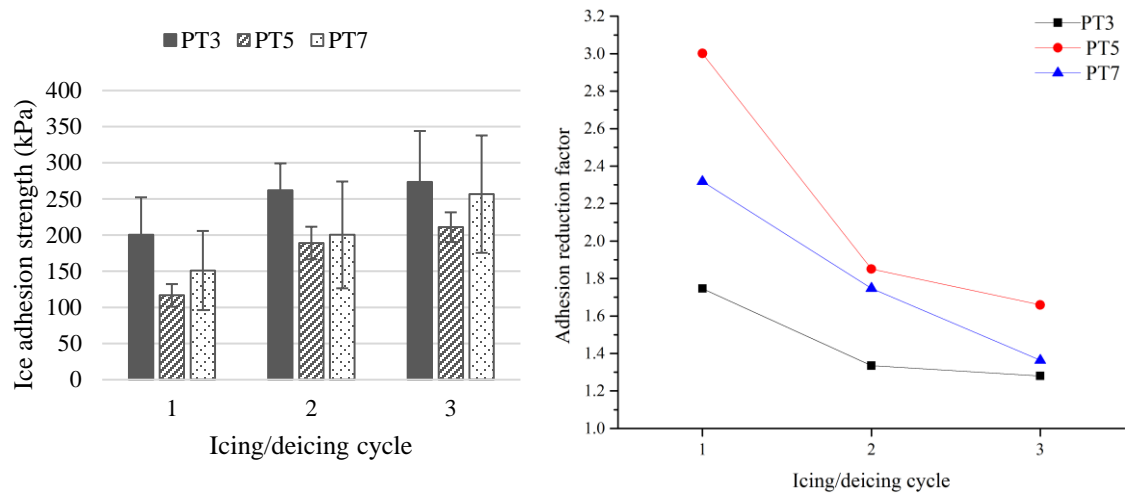 PT3 PT5 PT7
Ice adhesion strength (kPa)
400
350
300
250
200
150
100
50
0
1 2 3
Icing/deicing cycle
PT3
PT5
PT7
Adhesion reduction factor
3.2
3.0
2.8
2.6
2.4
2.2
2.0
1.8
1.6
1.4
1.2
1.0
1 2 3
Icing/deicing cycle